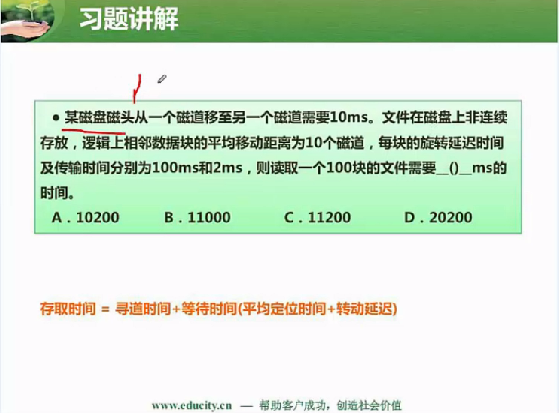 习题讲解
● 某磁盘磁头从一个磁道移至另一个磁道需要10ms。文件在磁盘上非连续
存放，逻辑上相邻数据块的平均移动距离为10个磁道，每块的旋转延迟时间
及传输时间分别为100ms和2ms，则读取一个100块的文件需要__()__ms的
时间。
A．10200 B．11000 C．11200 D．20200
存取时间 = 寻道时间+等待时间(平均定位时间+转动延迟)
www.educity.cn — 帮助客户成功，创造社会价值